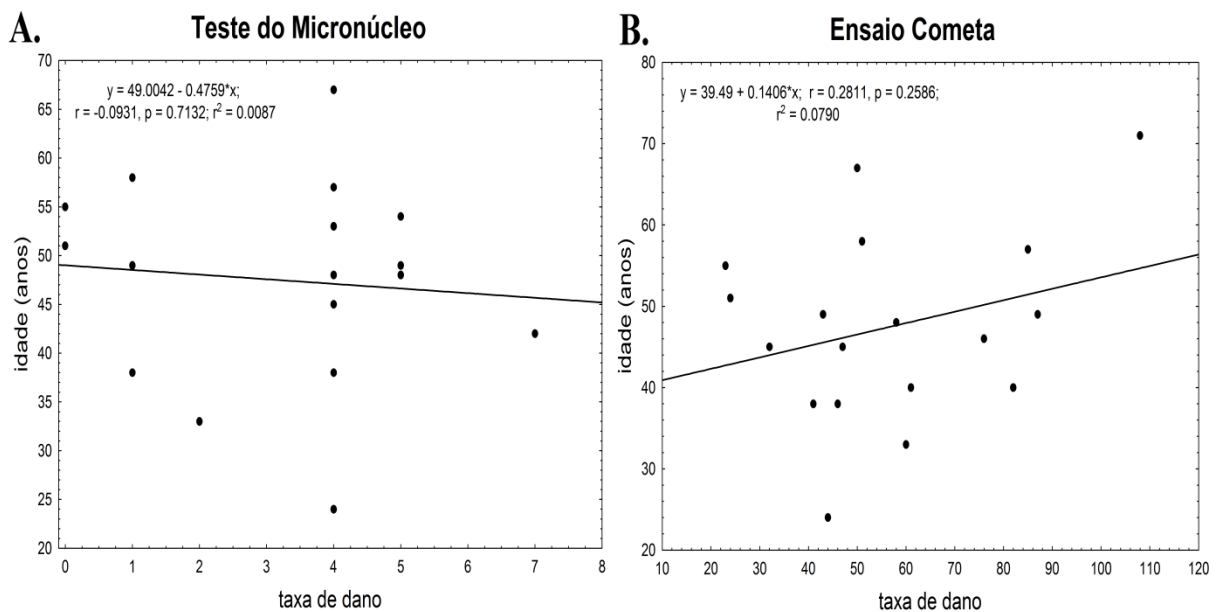 A.
Teste do Micronúcleo
y = 49.0042 - 0.4759*x;
r = -0.0931, p = 0.7132; r² = 0.0087
idade (anos)
70
65
60
55
50
45
40
35
30
25
20
0 1 2 3 4 5 6 7 8
taxa de dano
B.
Ensaio Cometa
y = 39.49 + 0.1406*x; r = 0.2811, p = 0.2586;
r² = 0.0790
idade (anos)
80
70
60
50
40
30
20
10 20 30 40 50 60 70 80 90 100 110 120
taxa de dano